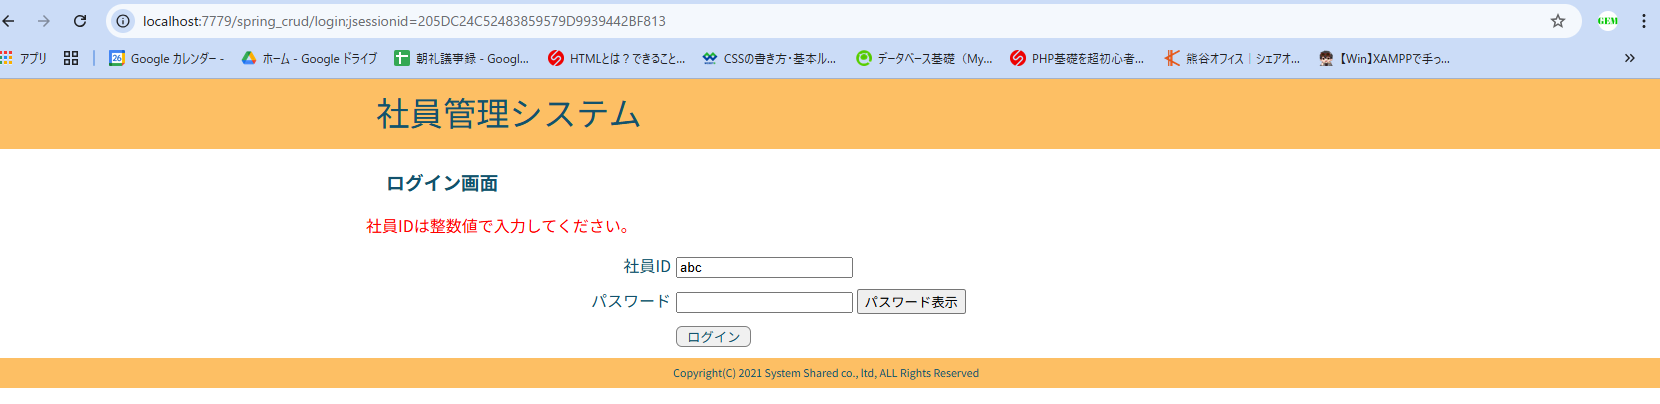 localhost:7779/spring_crud/login;jsessionid=205DC24C52483859579D9939442BF813
GEM
アプリ 26 Google カレンダー - ホーム - Google ドライブ 朝礼議事録 - Googl... HTMLとは？できること... CSSの書き方・基本ル... データベース基礎（My... PHP基礎を超初心者... 熊谷オフィス｜シェアオ... 【Win】XAMPPで手っ... »
社員管理システム
ログイン画面
社員IDは整数値で入力してください。
社員ID abc
パスワード パスワード表示
ログイン
Copyright(C) 2021 System Shared co., ltd, ALL Rights Reserved